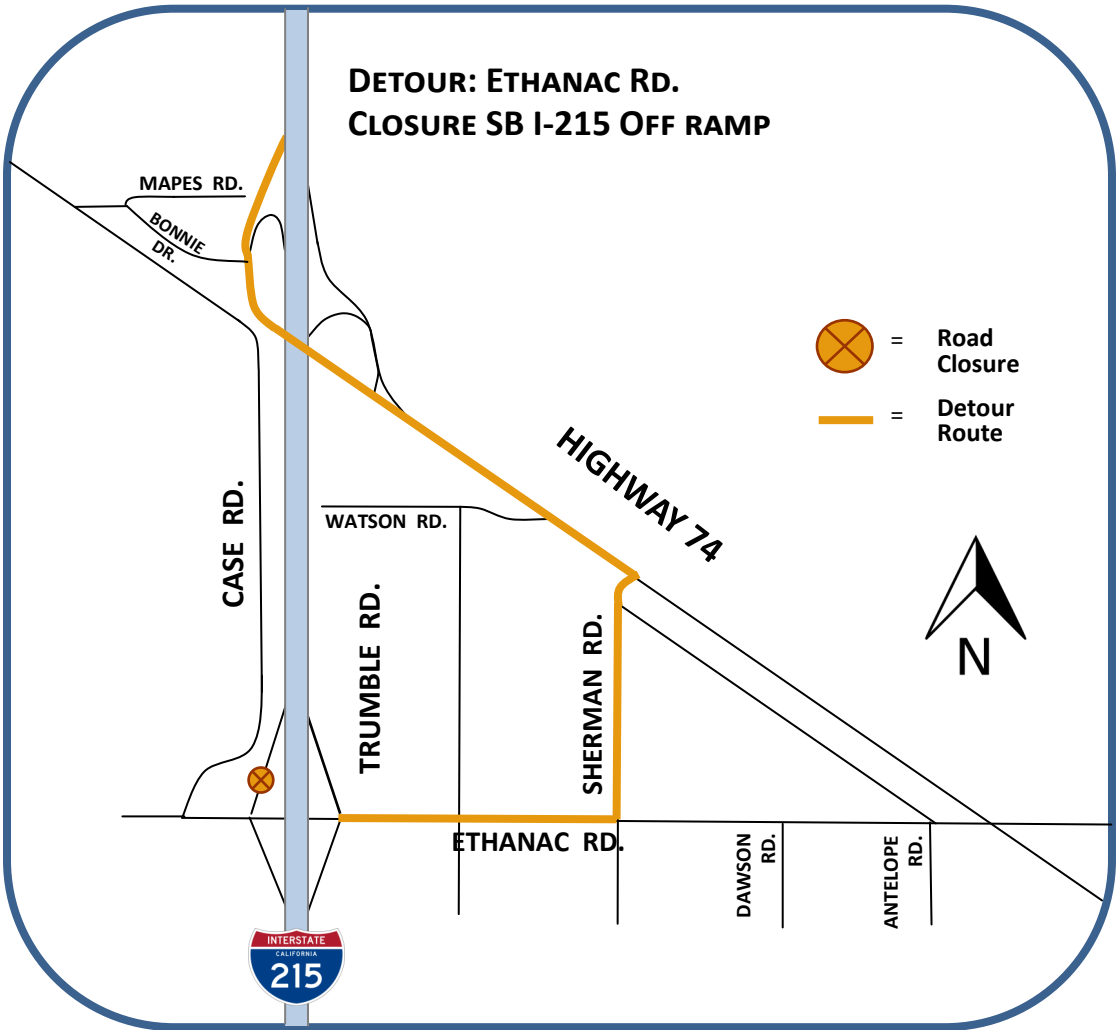 DETOUR: ETHANAC RD.
CLOSURE SB I-215 OFF RAMP
MAPES RD.
BONNIE
DR.
= Road
Closure
= Detour
Route
HIGHWAY 74
CASE RD.
WATSON RD.
TRUMBLE RD.
SHERMAN RD.
N
ETHANAC RD.
DAWSON
RD.
ANTELOPE
RD.
INTERSTATE
CALIFORNIA
215